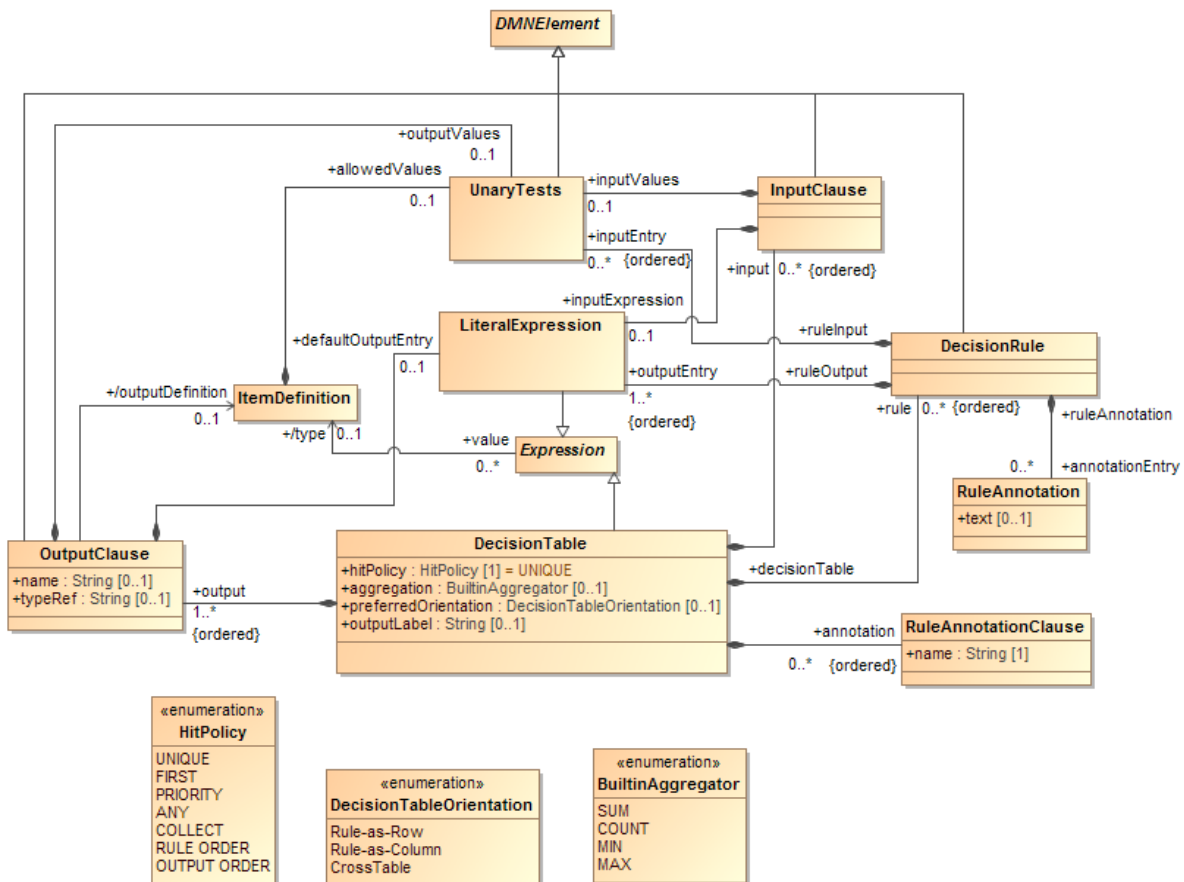 DMNElement
+outputValues
0..1
+allowedValues
0..1
UnaryTests
+inputValues
0..1
InputClause
+inputEntry
0..* {ordered}
+input 0..* {ordered}
+inputExpression
0..1
LiteralExpression
+defaultOutputEntry
0..1
+ruleInput
DecisionRule
+outputEntry
1..*
{ordered}
+ruleOutput
+/outputDefinition
0..1
ItemDefinition
+/type 0..1
+rule 0..* {ordered}
+ruleAnnotation
+value
0..*
Expression
0..*
+annotationEntry
RuleAnnotation
+text [0..1]
OutputClause
+name : String [0..1]
+typeRef : String [0..1]
+output
1..*
{ordered}
DecisionTable
+hitPolicy : HitPolicy [1] = UNIQUE
+aggregation : BuiltinAggregator [0..1]
+preferredOrientation : DecisionTableOrientation [0..1]
+outputLabel : String [0..1]
+decisionTable
+annotation
0..* {ordered}
RuleAnnotationClause
+name : String [1]
«enumeration»
HitPolicy
UNIQUE
FIRST
PRIORITY
ANY
COLLECT
RULE ORDER
OUTPUT ORDER
«enumeration»
DecisionTableOrientation
Rule-as-Row
Rule-as-Column
CrossTable
«enumeration»
BuiltinAggregator
SUM
COUNT
MIN
MAX